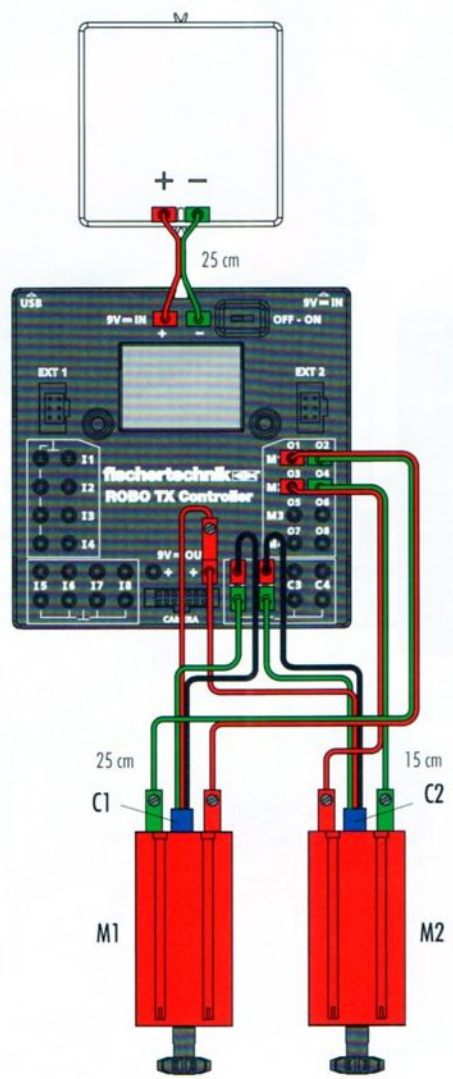 + −
25 cm
USB
9V⎓IN
9V⎓IN
OFF - ON
+ −
EXT 1
EXT 2
O1 O2
I1
M1
I2
fischertechnik
O3 O4
M2
I3
ROBO TX Controller
O5 O6
M3
I4
O7 O8
9V⎓OU
+ +
I5 I6 I7 I8
C3 C4
CAMERA
25 cm
15 cm
C1
C2
M1
M2